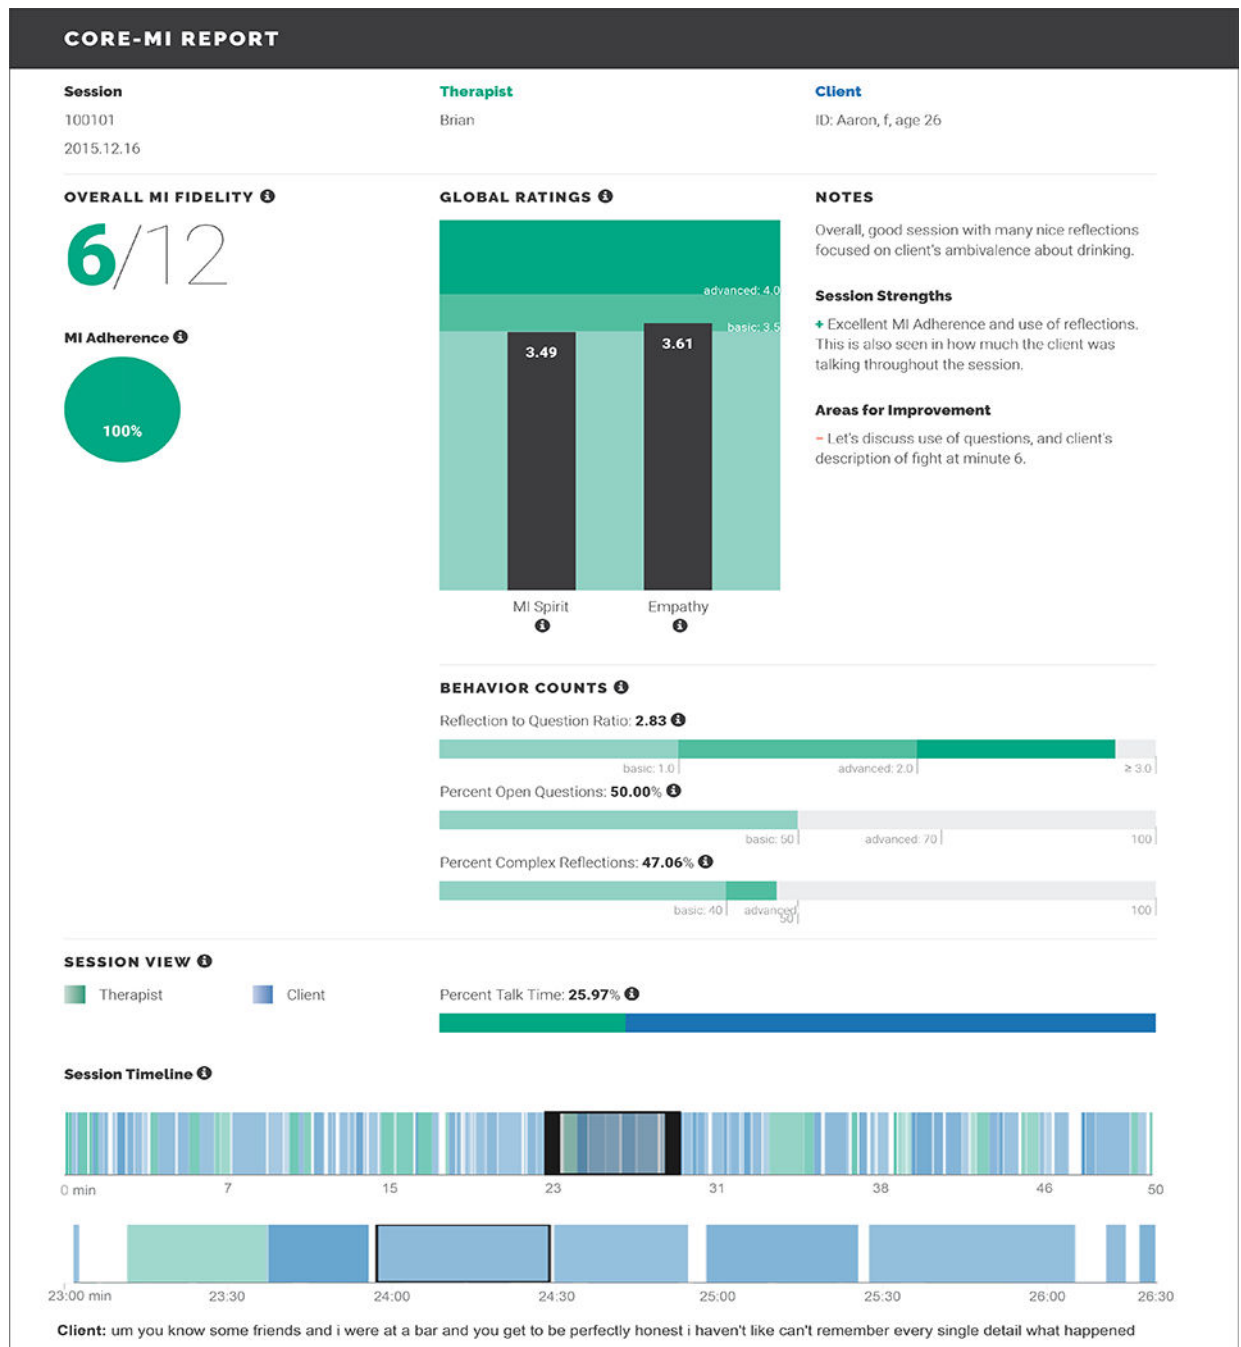 CORE-MI REPORT
Session
Therapist
Client
100101
Brian
ID: Aaron, f, age 26
2015.12.16
OVERALL MI FIDELITY
6/12
MI Adherence
100%
GLOBAL RATINGS
advanced: 4.0
basic: 3.5
3.49
3.61
MI Spirit
Empathy
NOTES
Overall, good session with many nice reflections
focused on client's ambivalence about drinking.
Session Strengths
+ Excellent MI Adherence and use of reflections.
This is also seen in how much the client was
talking throughout the session.
Areas for Improvement
– Let's discuss use of questions, and client's
description of fight at minute 6.
BEHAVIOR COUNTS
Reflection to Question Ratio: 2.83
basic: 1.0
advanced: 2.0
≥ 3.0
Percent Open Questions: 50.00%
basic: 50
advanced: 70
100
Percent Complex Reflections: 47.06%
basic: 40
advanced
50
100
SESSION VIEW
Therapist
Client
Percent Talk Time: 25.97%
Session Timeline
0 min 7 15 23 31 38 46 50
23:00 min 23:30 24:00 24:30 25:00 25:30 26:00 26:30
Client: um you know some friends and i were at a bar and you get to be perfectly honest i haven't like can't remember every single detail what happened